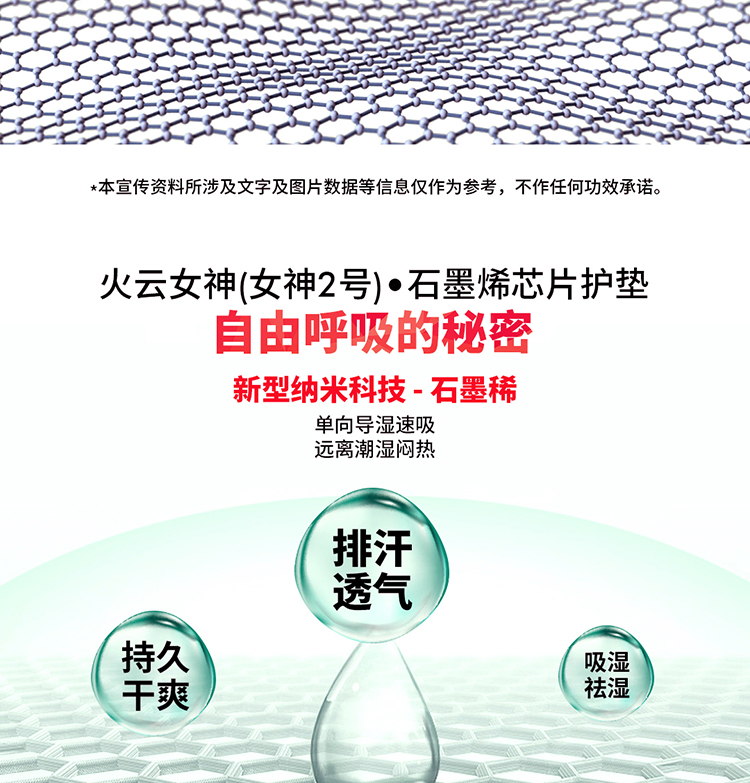 *本宣传资料所涉及文字及图片数据等信息仅作为参考，不作任何功效承诺。
火云女神(女神2号)•石墨烯芯片护垫
自由呼吸的秘密
新型纳米科技 - 石墨稀
单向导湿速吸
远离潮湿闷热
排汗
透气
持久
干爽
吸湿
祛湿